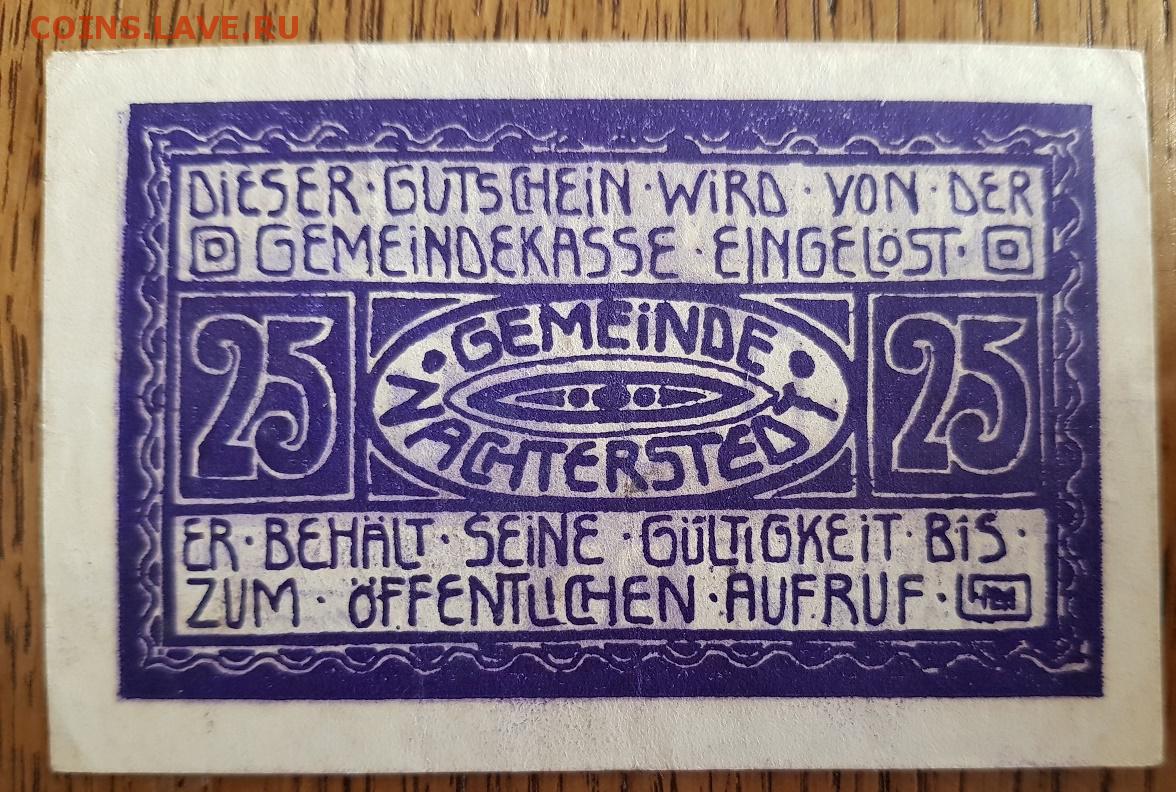 COINS.LAVE.RU
DiESER · GUTSCHEiN · WiRD · VON · DER
GEMEiNDEKASSE · EINGELÖST ·
25 · GEMEiNDE · 25
NACHTERSTEDT
ER · BEHÄLT · SEiNE · GÜLTIGKEiT · BiS ·
ZUM · ÖFFENTLICHEN · AUFRUF ·